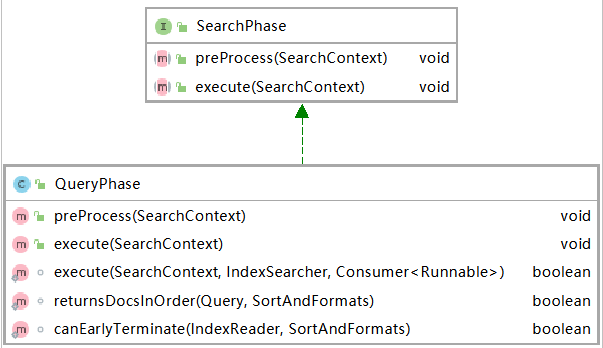 I SearchPhase
m preProcess(SearchContext) void
m execute(SearchContext) void
C QueryPhase
m preProcess(SearchContext) void
m execute(SearchContext) void
m execute(SearchContext, IndexSearcher, Consumer<Runnable>) boolean
m returnsDocsInOrder(Query, SortAndFormats) boolean
m canEarlyTerminate(IndexReader, SortAndFormats) boolean